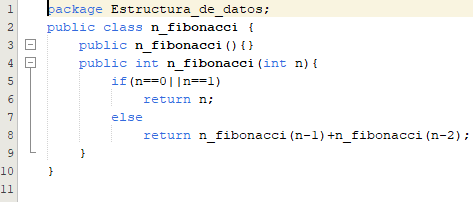 1 package Estructura_de_datos;
2 public class n_fibonacci {
3 public n_fibonacci(){}
4 public int n_fibonacci(int n){
5 if(n==0||n==1)
6 return n;
7 else
8 return n_fibonacci(n-1)+n_fibonacci(n-2);
9 }
10 }
11